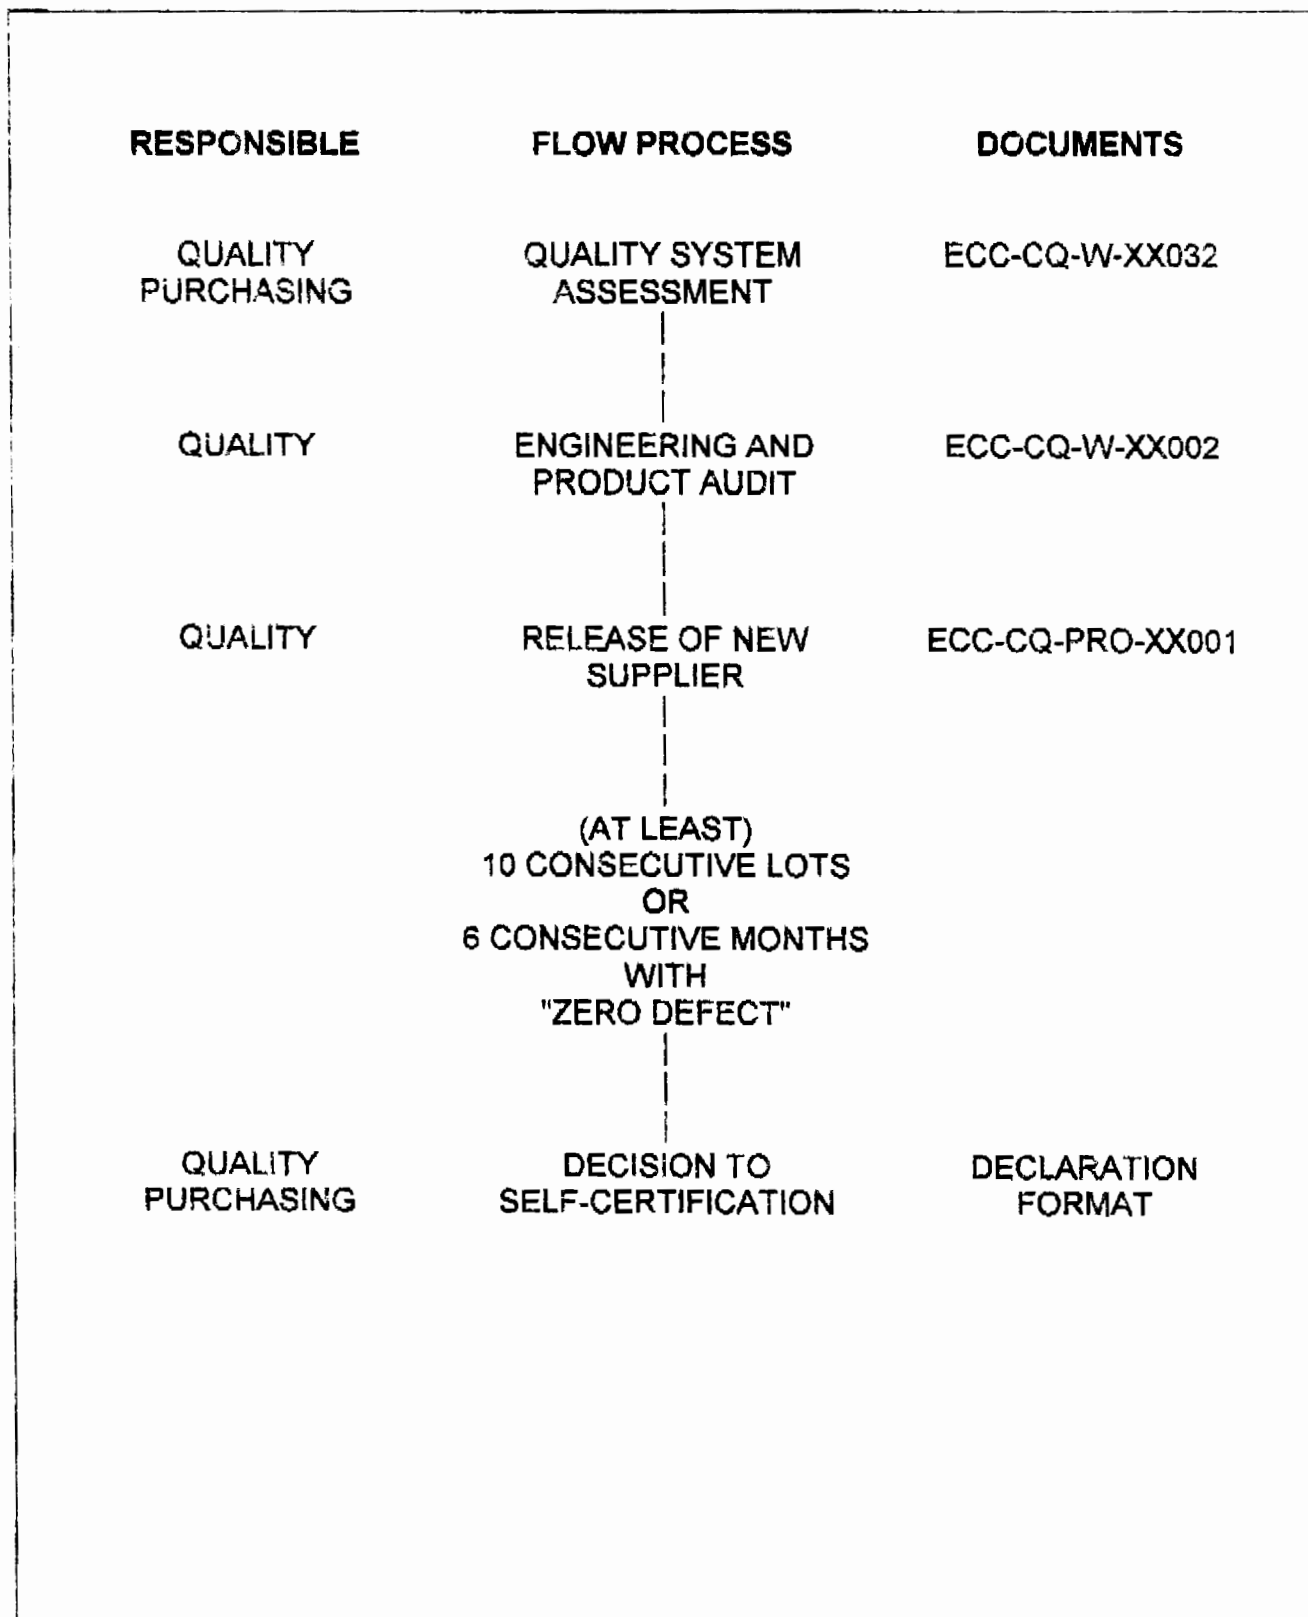 RESPONSIBLE FLOW PROCESS DOCUMENTS
QUALITY QUALITY SYSTEM ECC-CQ-W-XX032
PURCHASING ASSESSMENT
QUALITY ENGINEERING AND ECC-CQ-W-XX002
PRODUCT AUDIT
QUALITY RELEASE OF NEW ECC-CQ-PRO-XX001
SUPPLIER
(AT LEAST)
10 CONSECUTIVE LOTS
OR
6 CONSECUTIVE MONTHS
WITH
"ZERO DEFECT"
QUALITY DECISION TO DECLARATION
PURCHASING SELF-CERTIFICATION FORMAT